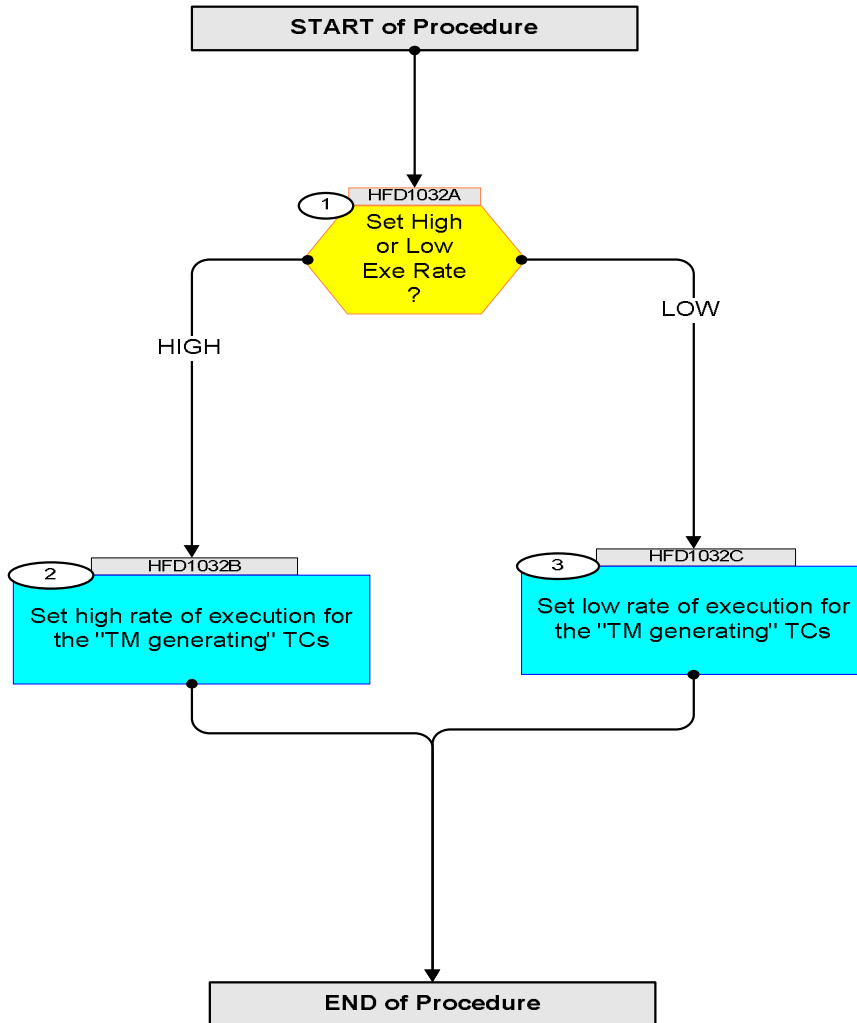 START of Procedure
HFD1032A
1
Set High
or Low
Exe Rate
?
HIGH
LOW
HFD1032B
2
Set high rate of execution for
the "TM generating" TCs
HFD1032C
3
Set low rate of execution for
the "TM generating" TCs
END of Procedure